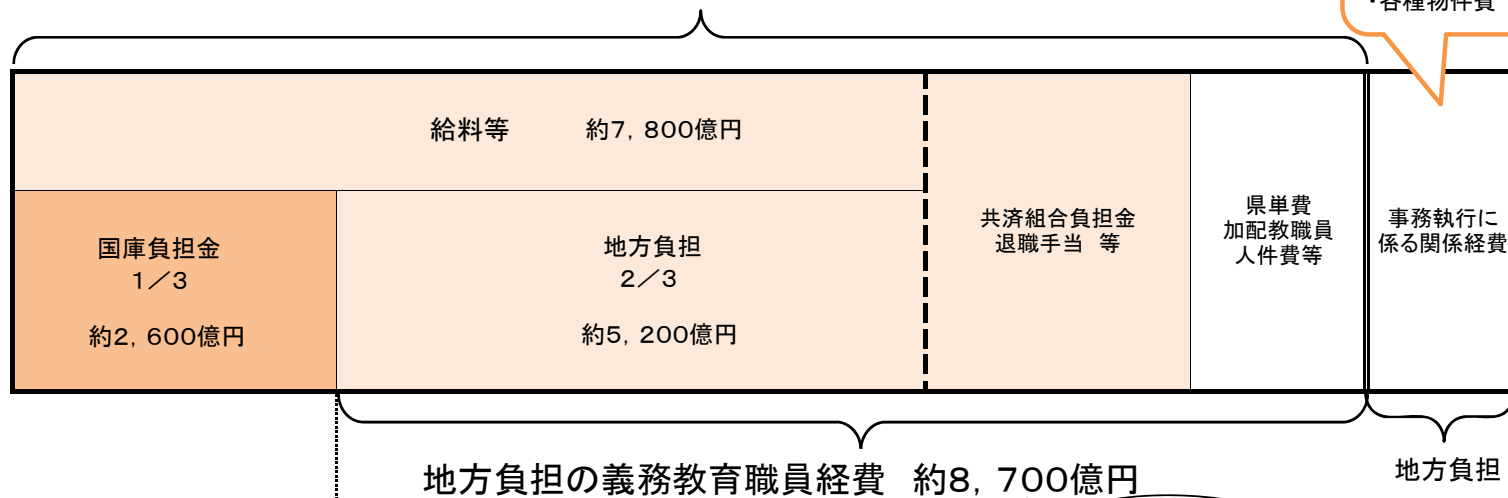 ・各種物件費
給料等　　約7，800億円
国庫負担金
1／3
約2，600億円
地方負担
2／3
約5，200億円
共済組合負担金
退職手当 等
県単費
加配教職員
人件費等
事務執行に
係る関係経費
地方負担の義務教育職員経費 約8，700億円
地方負担